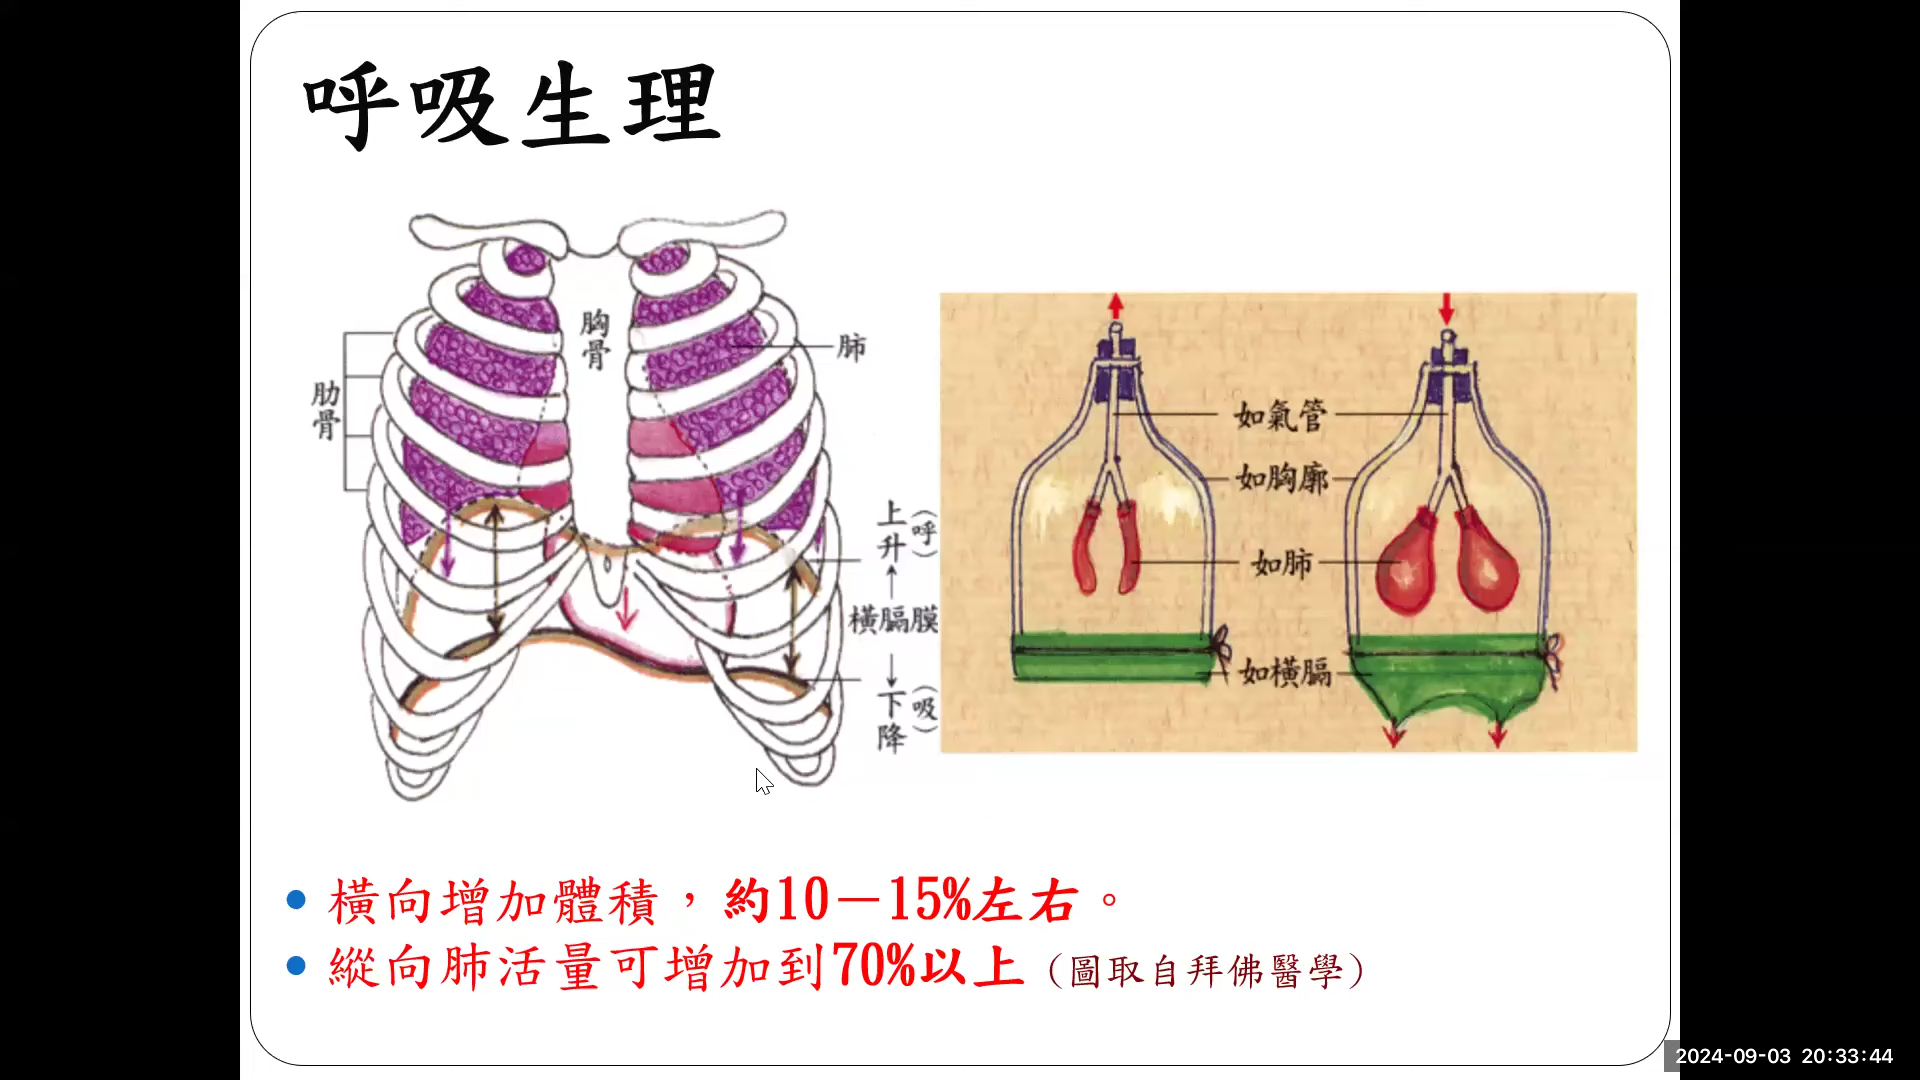 呼吸生理
胸骨
肺
肋骨
上升（呼）
橫膈膜
下降（吸）
如氣管
如胸廓
如肺
如橫膈
橫向增加體積，約10－15%左右。
縱向肺活量可增加到70%以上（圖取自拜佛醫學）
2024-09-03 20:33:44